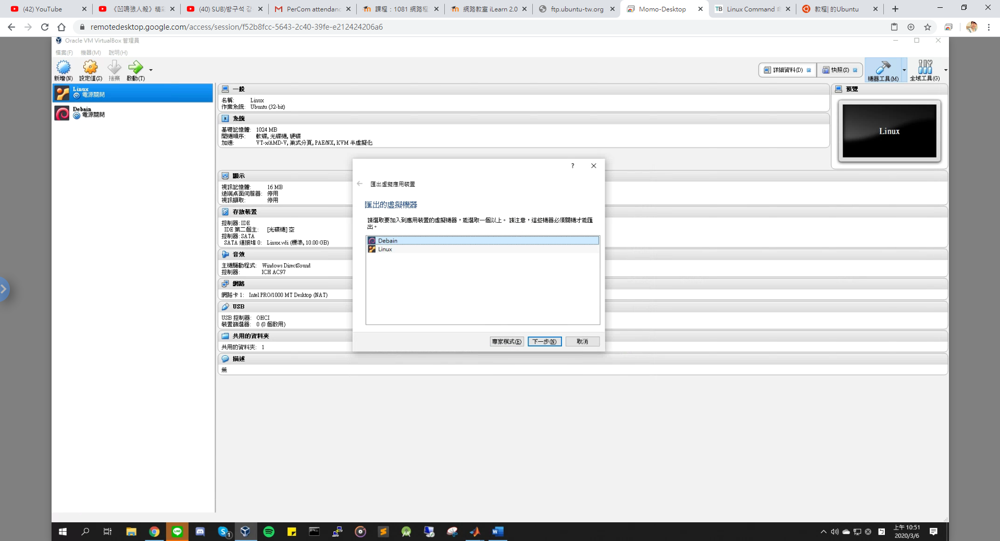 (42) YouTube
《凹嗚狼人殺》精彩
(40) SUB)방구석 강
PerCom attendanc
課程：1081 網路程
網路教室 iLearn 2.0
ftp.ubuntu-tw.org
Momo-Desktop
TB Linux Command
教程| 的Ubuntu
remotedesktop.google.com/access/session/f52b8fcc-5643-2c40-39fe-e212424206a6
Oracle VM VirtualBox 管理員
檔案(F) 機器(M) 說明(H)
新增(N) 設定值(S) 捨棄 啟動(T)
詳細資料(D) 快照(S) 機器工具(M) 全域工具(G)
Linux
電源關閉
Debain
電源關閉
一般
名稱: Linux
作業系統: Ubuntu (32-bit)
預覽
Linux
系統
基礎記憶體: 1024 MB
開機順序: 軟碟, 光碟機, 硬碟
加速: VT-x/AMD-V, 巢式分頁, PAE/NX, KVM 半虛擬化
顯示
視訊記憶體: 16 MB
遠端桌面伺服器: 停用
視訊擷取: 停用
存放裝置
控制器: IDE
IDE 第二個主: [光碟機] 空
控制器: SATA
SATA 連接埠 0: Linux.vdi (標準, 10.00 GB)
音效
主機驅動程式: Windows DirectSound
控制器: ICH AC97
網路
網路卡 1: Intel PRO/1000 MT Desktop (NAT)
USB
USB 控制器: OHCI
裝置篩選器: 0 (0 個啟用)
共用的資料夾
共用的資料夾: 1
描述
無
?
匯出虛擬應用裝置
匯出的虛擬機器
請選取要加入到應用裝置的虛擬機器，能選取一個以上。 請注意，這些機器必須關機才能匯
出。
Debain
Linux
專家模式(E) 下一步(N) 取消
LINE
1
上午 10:51
2020/3/6